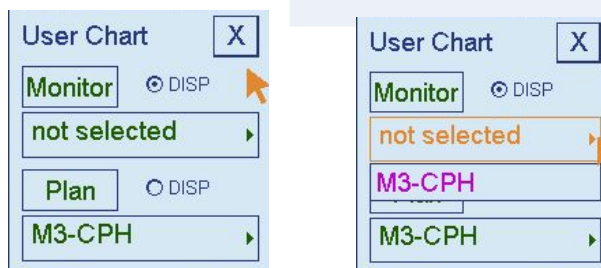 User Chart X
Monitor DISP
not selected
Plan DISP
M3-CPH
User Chart X
Monitor DISP
not selected
M3-CPH
M3-CPH